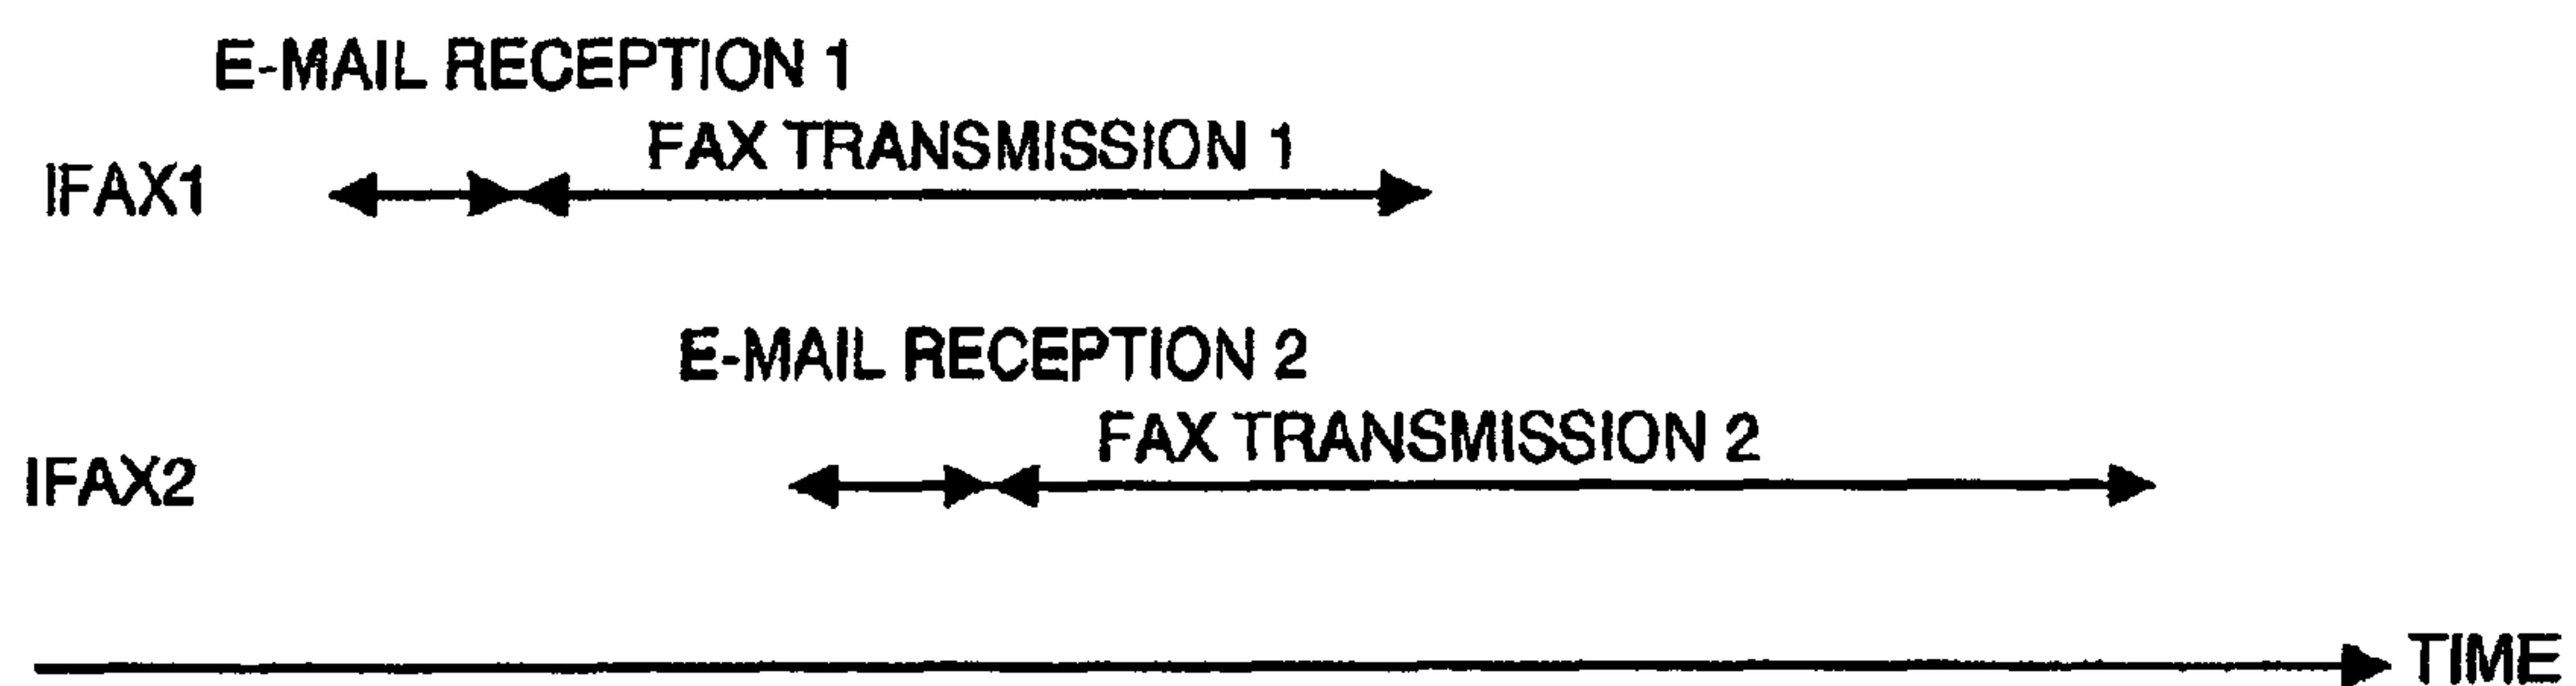 E-MAIL RECEPTION 1
FAX TRANSMISSION 1
IFAX1
E-MAIL RECEPTION 2
FAX TRANSMISSION 2
IFAX2
TIME